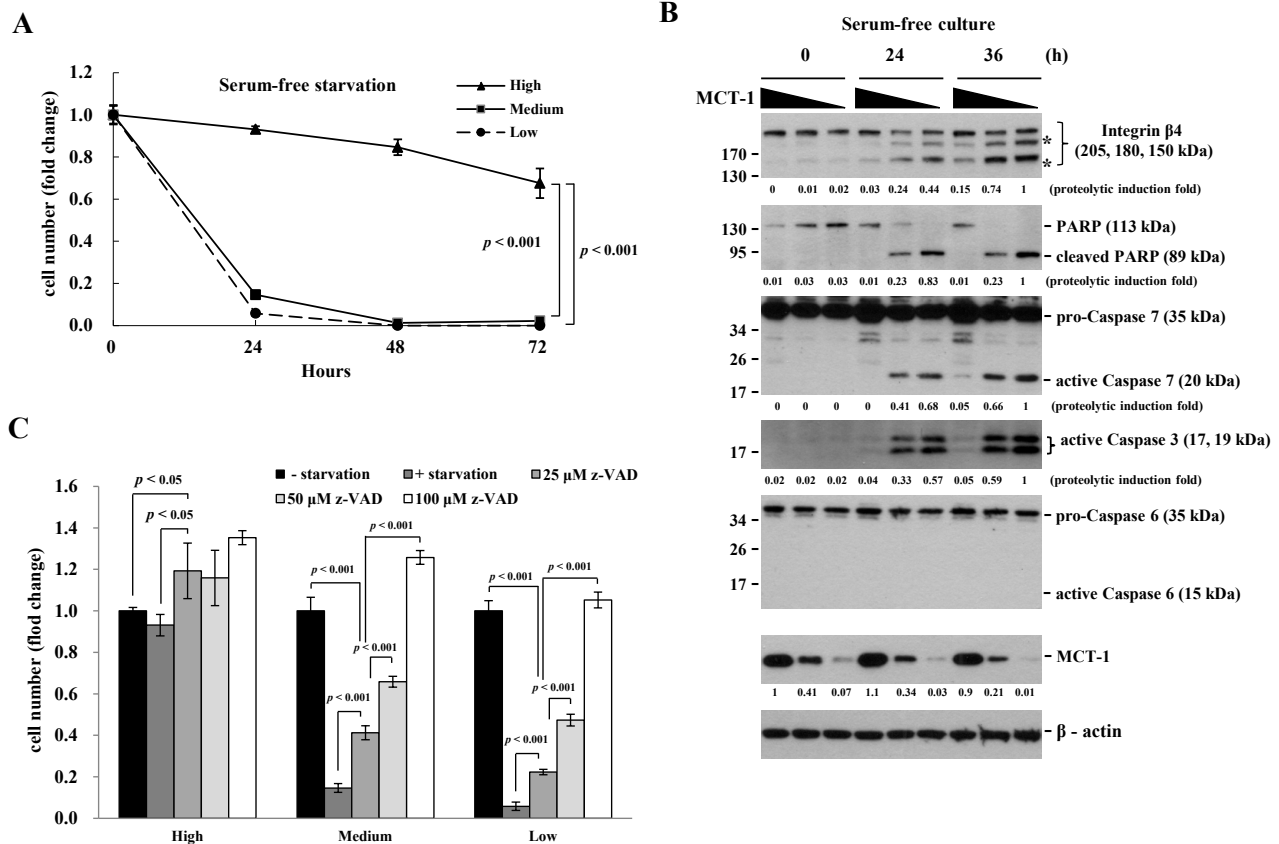 A
1.2
1.0
0.8
0.6
0.4
0.2
0.0
cell number (fold change)
Serum-free starvation
High
Medium
Low
p < 0.001
p < 0.001
0
24
48
72
Hours
B
Serum-free culture
0
24
36
(h)
MCT-1
170
130
*
*
Integrin β4
(205, 180, 150 kDa)
0 0.01 0.02 0.03 0.24 0.44 0.15 0.74 1 (proteolytic induction fold)
130
95
PARP (113 kDa)
cleaved PARP (89 kDa)
0.01 0.03 0.03 0.01 0.23 0.83 0.01 0.23 1 (proteolytic induction fold)
34
26
17
pro-Caspase 7 (35 kDa)
active Caspase 7 (20 kDa)
0 0 0 0 0.41 0.68 0.05 0.66 1 (proteolytic induction fold)
17
active Caspase 3 (17, 19 kDa)
0.02 0.02 0.02 0.04 0.33 0.57 0.05 0.59 1 (proteolytic induction fold)
34
26
17
pro-Caspase 6 (35 kDa)
active Caspase 6 (15 kDa)
MCT-1
1 0.41 0.07 1.1 0.34 0.03 0.9 0.21 0.01
β - actin
C
- starvation
+ starvation
25 μM z-VAD
50 μM z-VAD
100 μM z-VAD
1.6
1.4
1.2
1.0
0.8
0.6
0.4
0.2
0.0
cell number (flod change)
p < 0.05
p < 0.05
p < 0.001
p < 0.001
p < 0.001
p < 0.001
p < 0.001
p < 0.001
p < 0.001
p < 0.001
High
Medium
Low